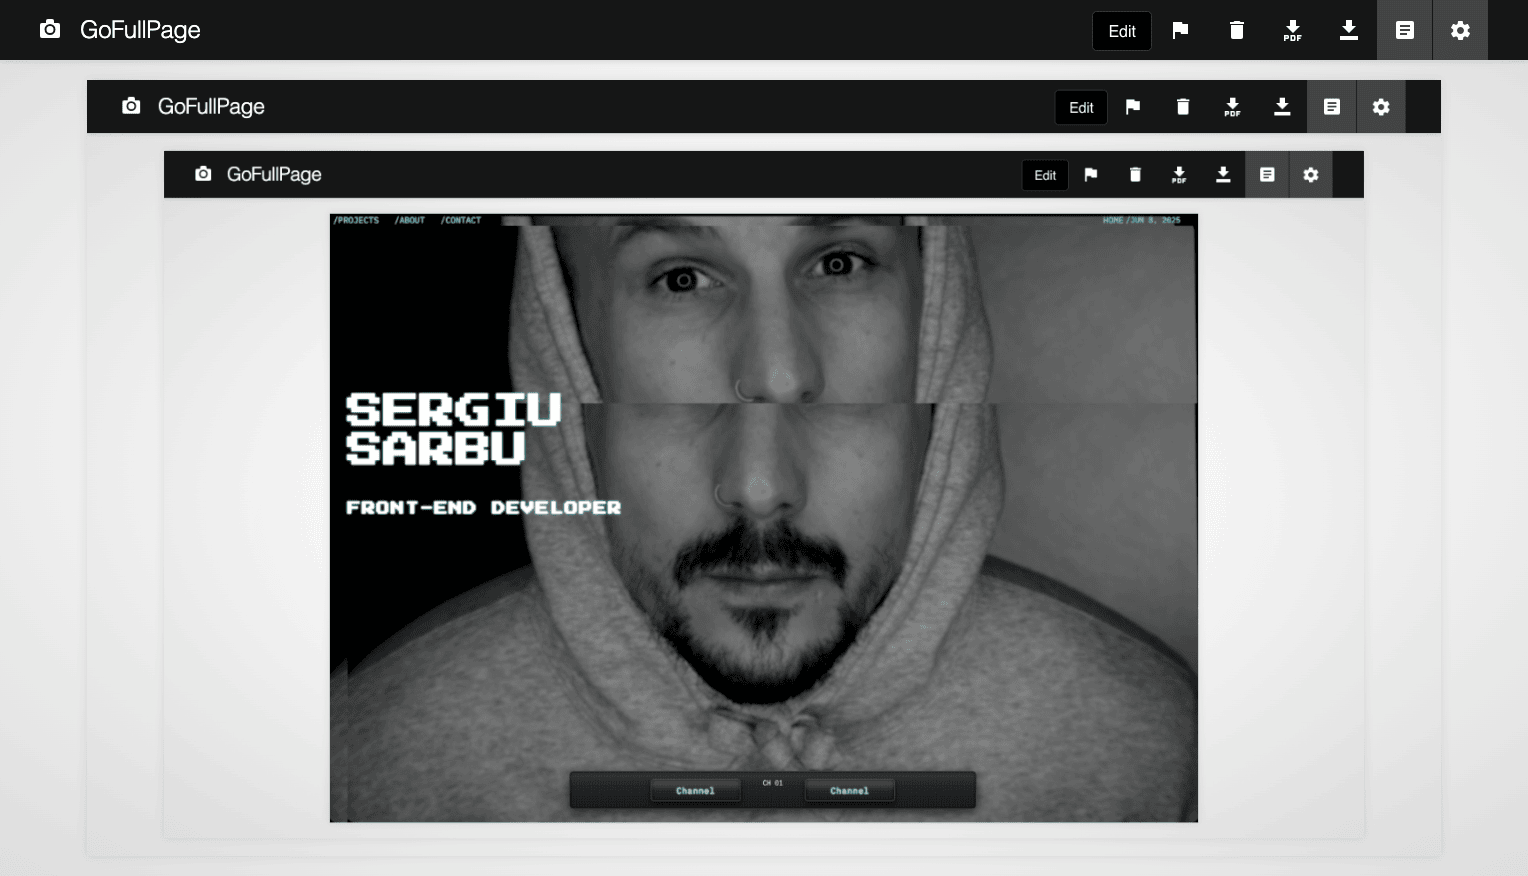 GoFullPage Edit PDF
GoFullPage Edit PDF
GoFullPage Edit PDF
/PROJECTS /ABOUT /CONTACT HOME /JUN 8, 2025
SERGIU
SARBU
FRONT-END DEVELOPER
CH 01
Channel Channel